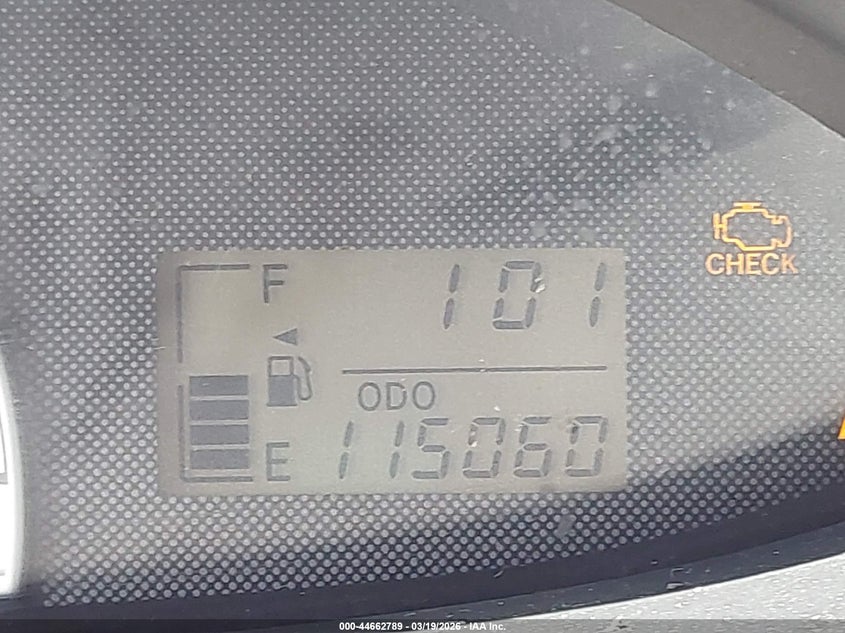 F 101
CHECK
ODO
E 115060
000-44662789 - 03/19/2026 - IAA Inc.